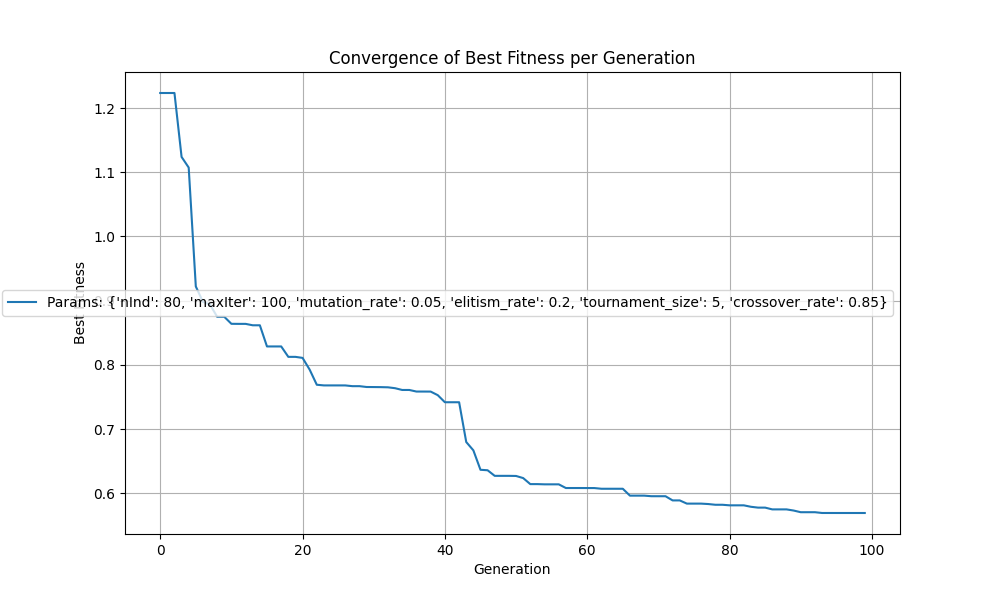 Convergence of Best Fitness per Generation
1.2
1.1
1.0
0.8
0.7
0.6
Best Fitness
Params: {'nInd': 80, 'maxIter': 100, 'mutation_rate': 0.05, 'elitism_rate': 0.2, 'tournament_size': 5, 'crossover_rate': 0.85}
0 20 40 60 80 100
Generation